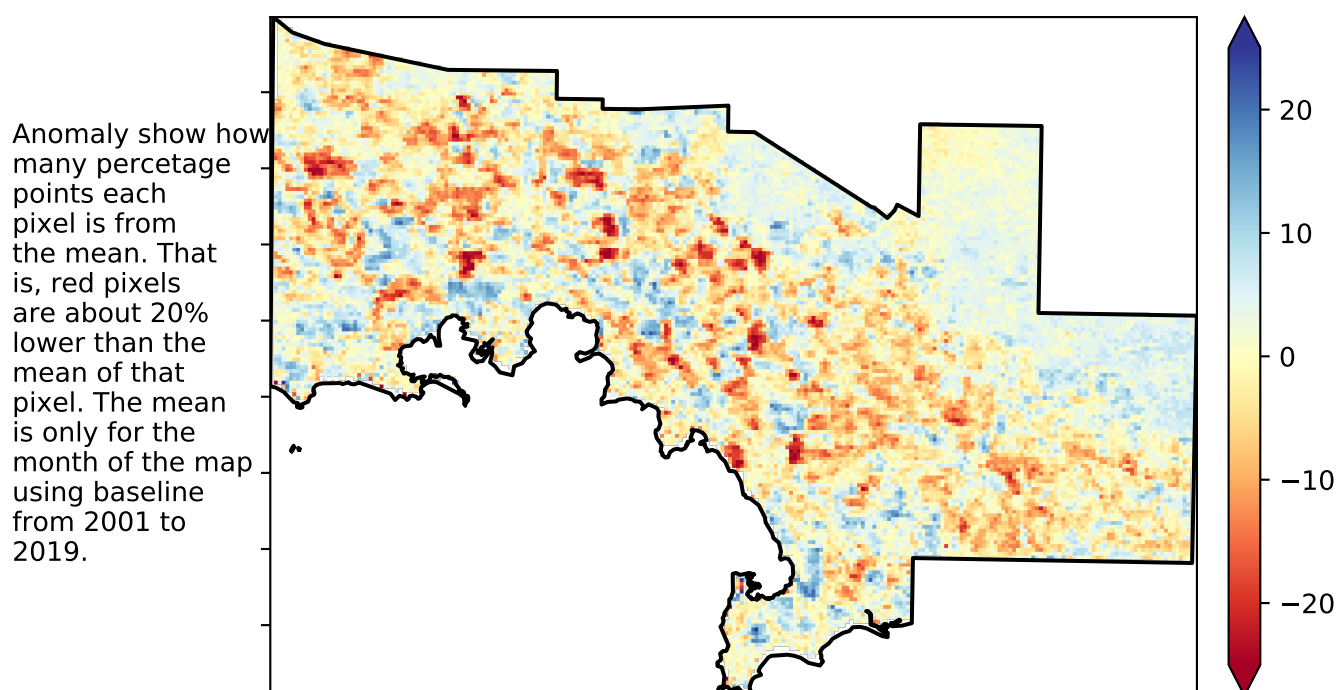 Anomaly show how
many percetage
points each
pixel is from
the mean. That
is, red pixels
are about 20%
lower than the
mean of that
pixel. The mean
is only for the
month of the map
using baseline
from 2001 to
2019.
20
10
0
−10
−20